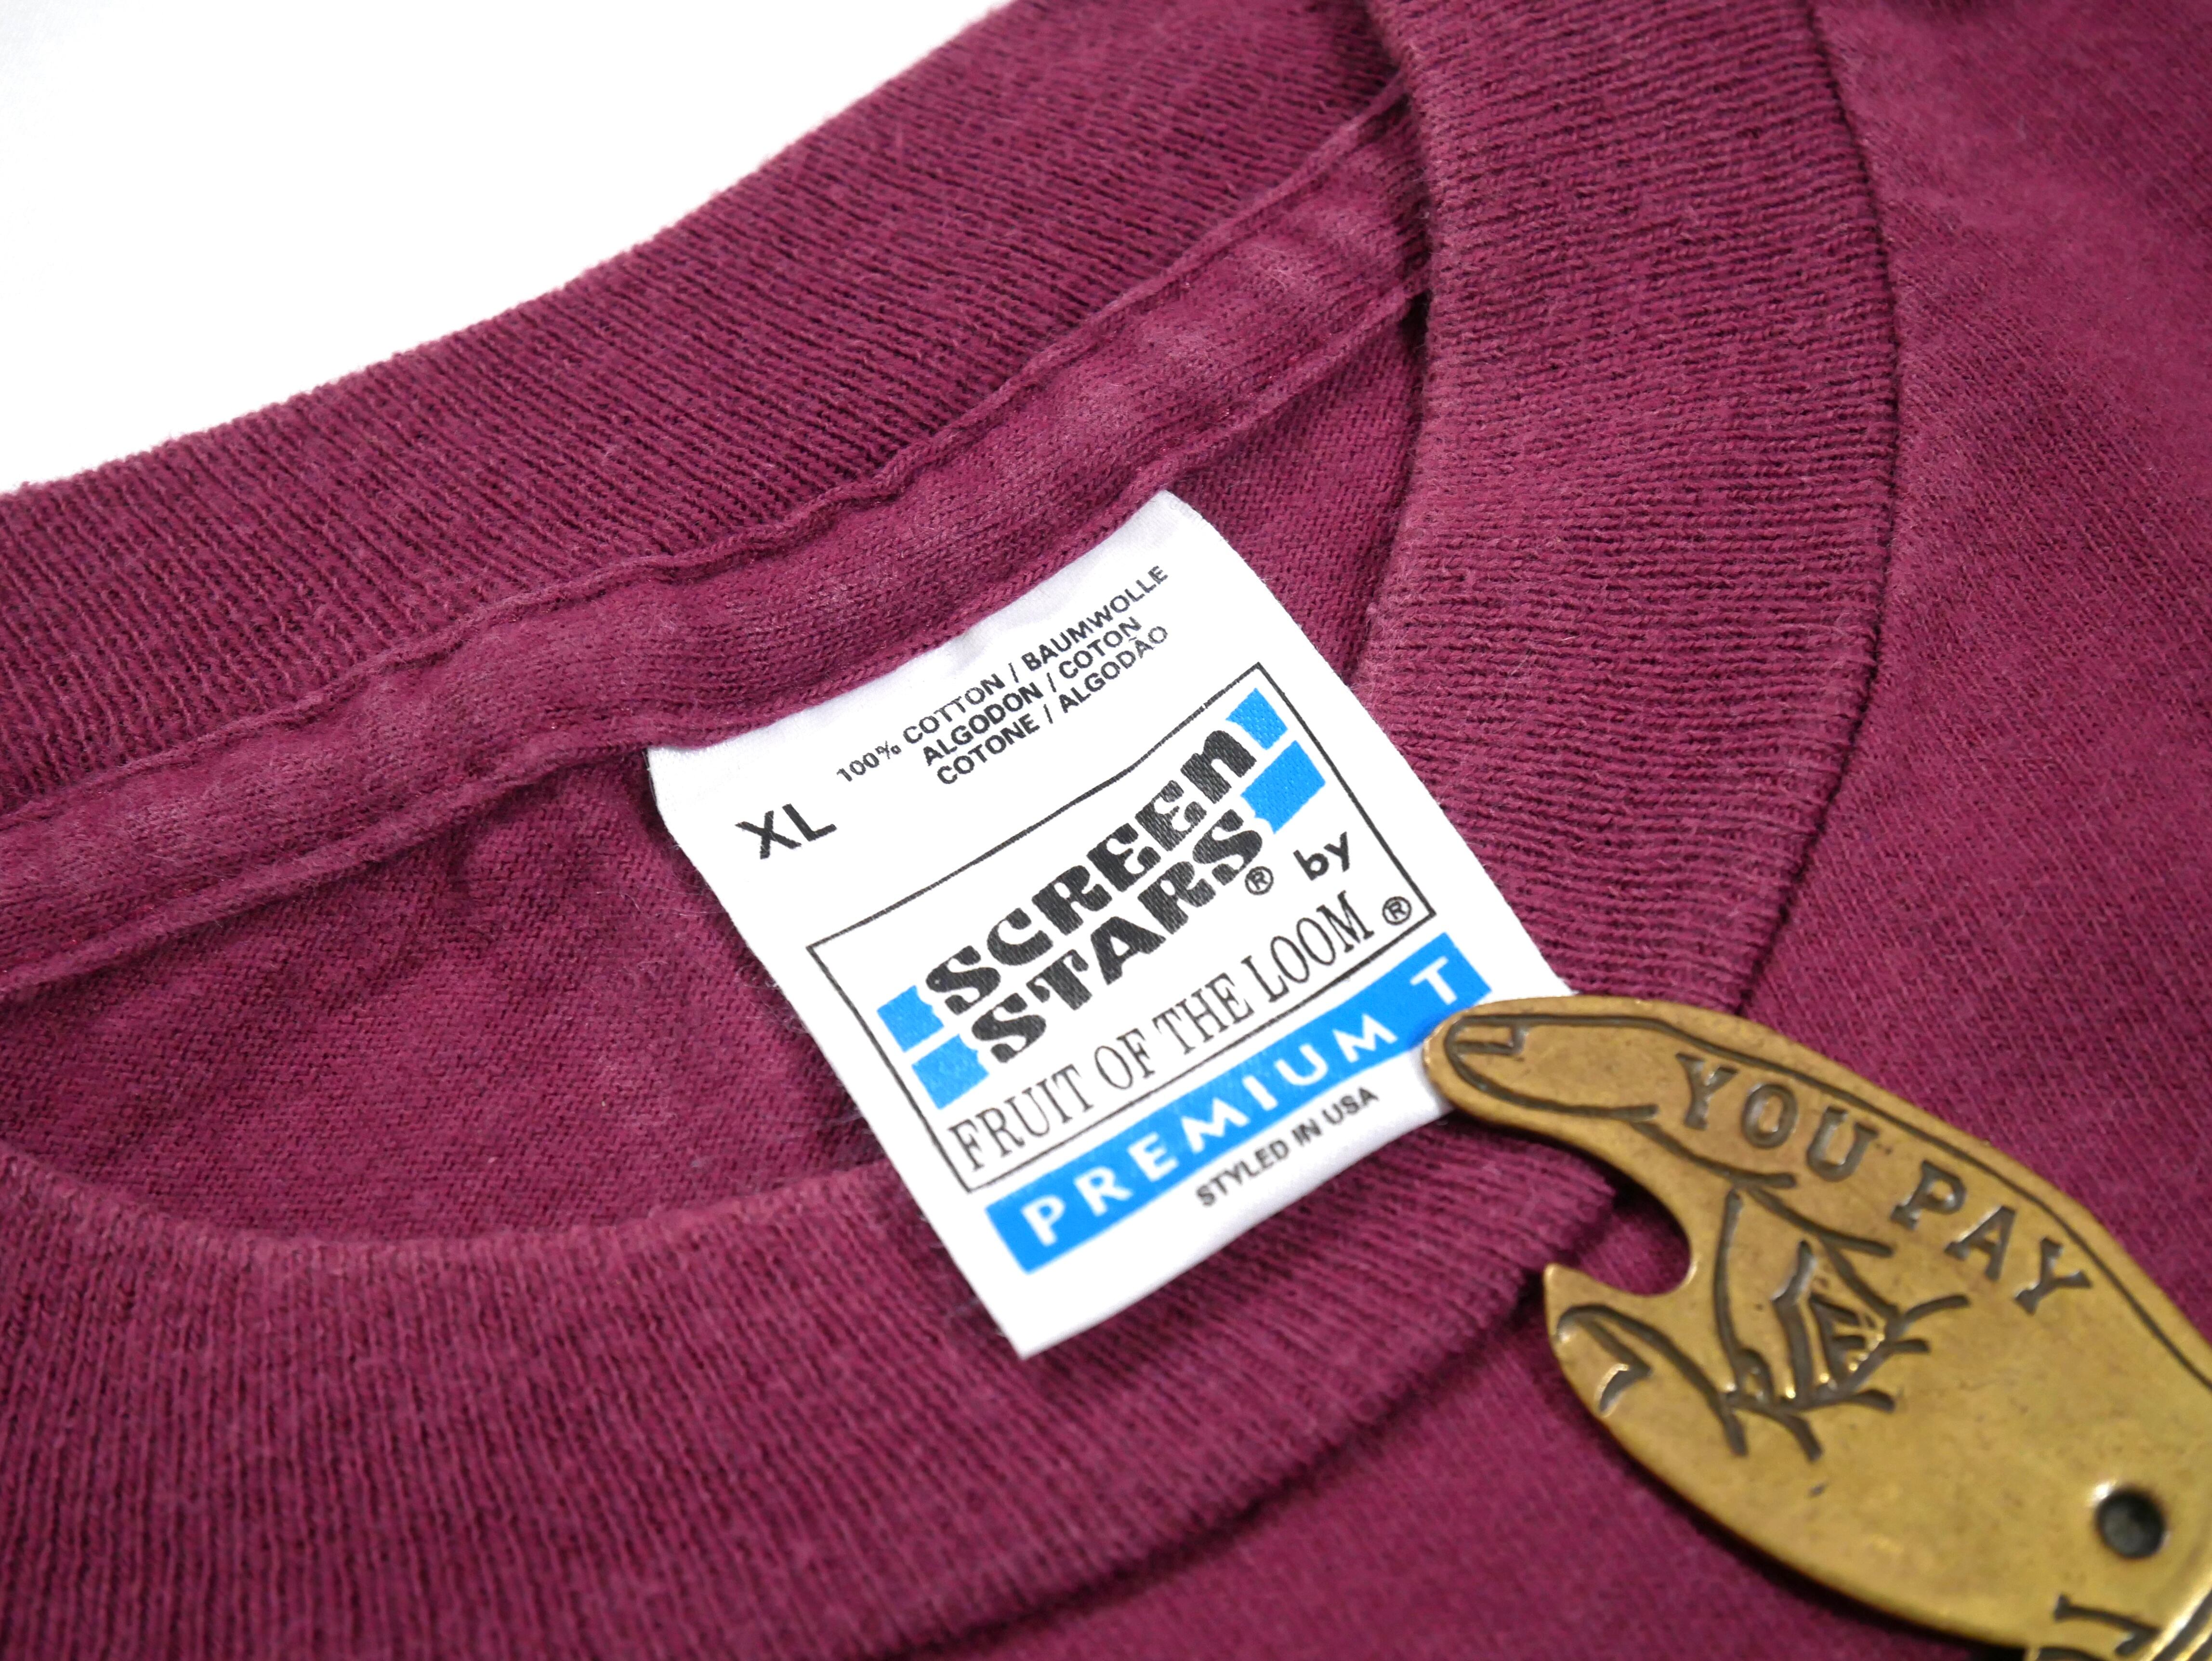 100% COTTON / BAUMWOLLE
ALGODON / COTON
COTONE / ALGODÃO
XL
SCREEN
STARS® by
FRUIT OF THE LOOM®
PREMIUM T
STYLED IN USA
YOU PAY